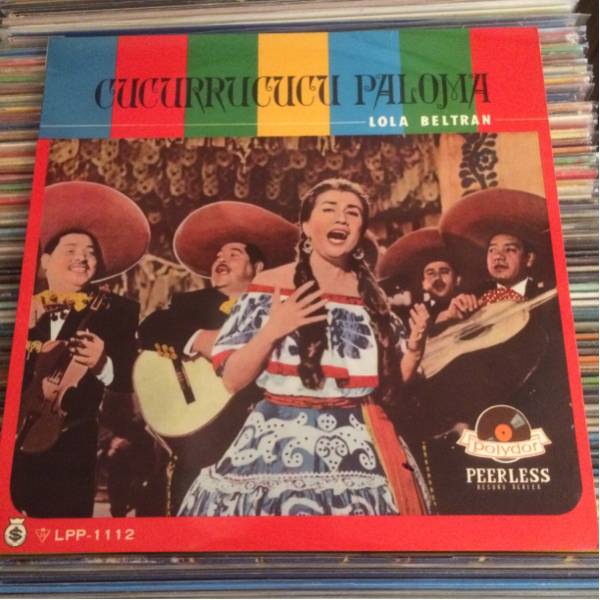 CUCURRUCUCU PALOMA
LOLA BELTRAN
Polydor
PEERLESS
RECORD SERIES
S
LPP-1112